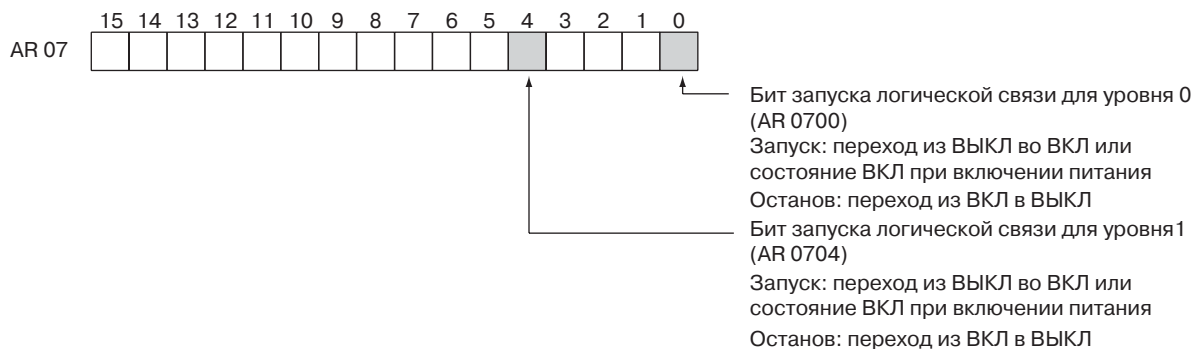 15 14 13 12 11 10 9 8 7 6 5 4 3 2 1 0
AR 07
Бит запуска логической связи для уровня 0
(AR 0700)
Запуск: переход из ВЫКЛ во ВКЛ или
состояние ВКЛ при включении питания
Останов: переход из ВКЛ в ВЫКЛ
Бит запуска логической связи для уровня1
(AR 0704)
Запуск: переход из ВЫКЛ во ВКЛ или
состояние ВКЛ при включении питания
Останов: переход из ВКЛ в ВЫКЛ